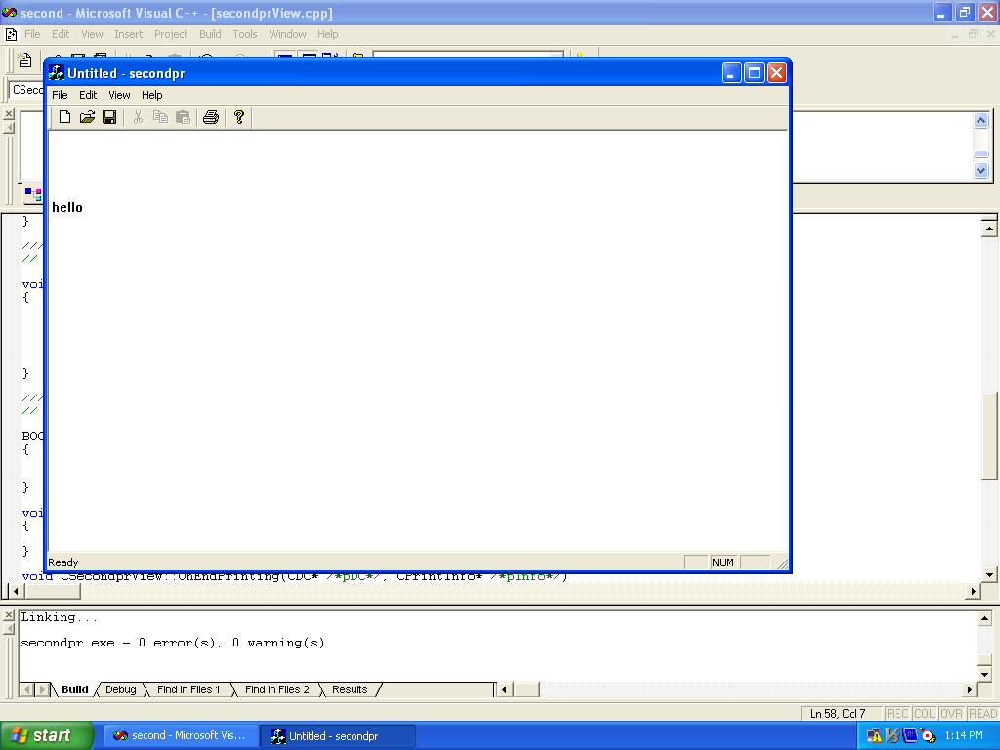 second - Microsoft Visual C++ - [secondprView.cpp]
File Edit View Insert Project Build Tools Window Help
CSeco
Untitled - secondpr
File Edit View Help
hello
}
///
//
voi
{
}
///
//
BOO
{
}
voi
{
}
void CSecondprView::OnEndPrinting(CDC* /*pDC*/, CPrintInfo* /*pInfo*/)
Ready NUM
Linking...
secondpr.exe - 0 error(s), 0 warning(s)
Build Debug Find in Files 1 Find in Files 2 Results
Ln 58, Col 7 REC COL OVR READ
start second - Microsoft Vis... Untitled - secondpr 1:14 PM